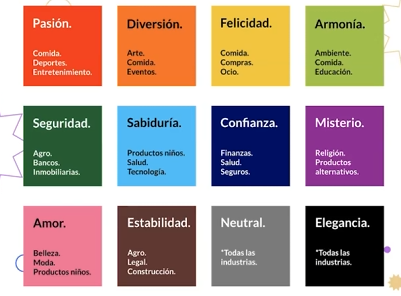 Pasión.
Comida.
Deportes.
Entretenimiento.
Diversión.
Arte.
Comida.
Eventos.
Felicidad.
Comida.
Compras.
Ocio.
Armonía.
Ambiente.
Comida.
Educación.
Seguridad.
Agro.
Bancos.
Inmobiliarias.
Sabiduría.
Productos niños.
Salud.
Tecnología.
Confianza.
Finanzas.
Salud.
Seguros.
Misterio.
Religión.
Productos
alternativos.
Amor.
Belleza.
Moda.
Productos niños.
Estabilidad.
Agro.
Legal.
Construcción.
Neutral.
*Todas las
industrias.
Elegancia.
*Todas las
industrias.